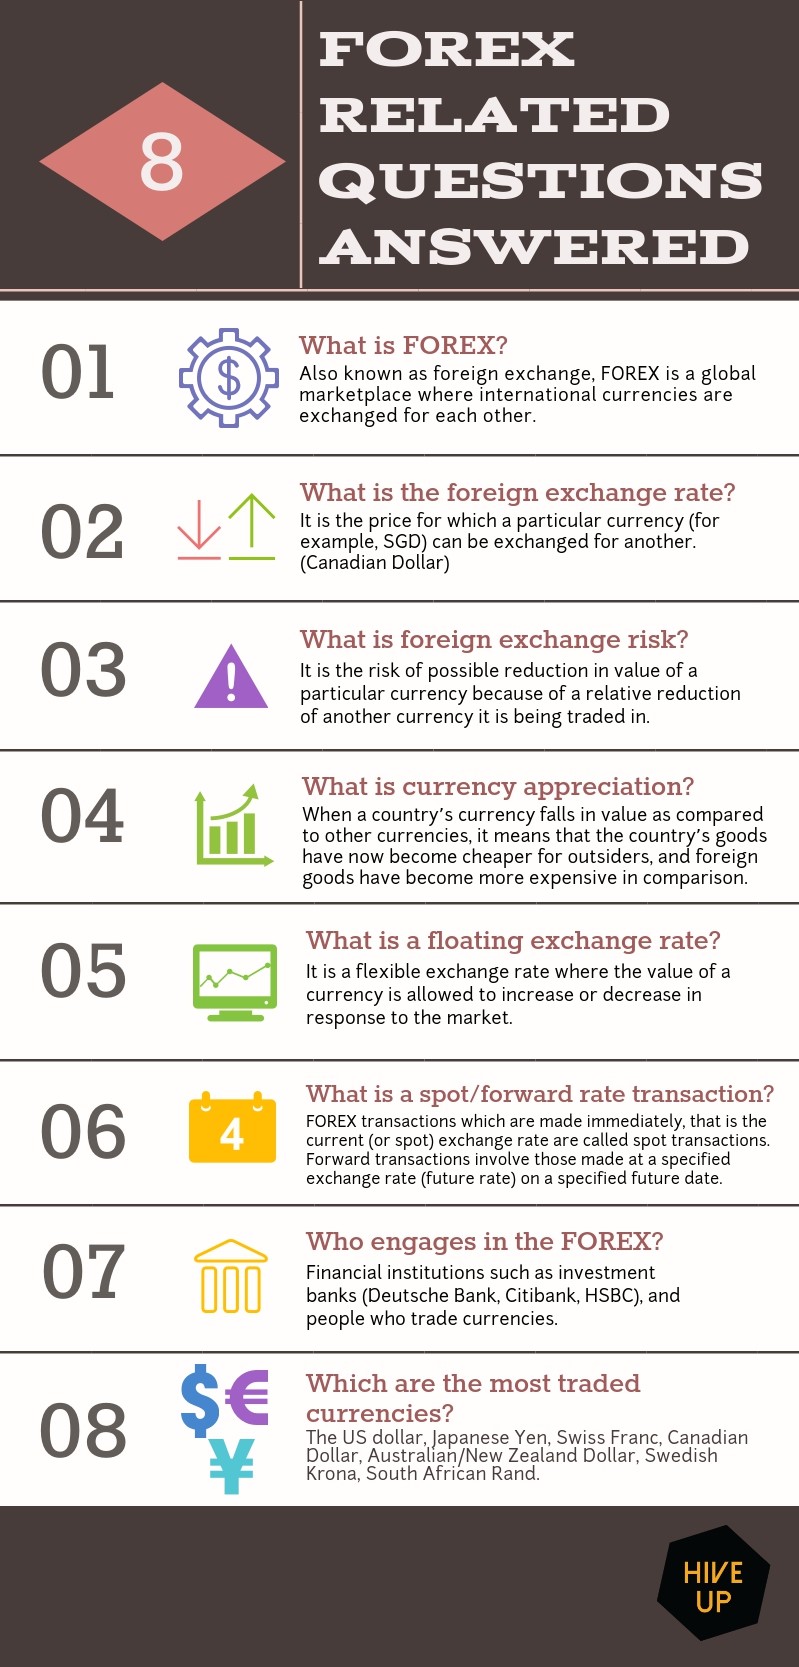 8
FOREX
RELATED
QUESTIONS
ANSWERED
01
What is FOREX?
Also known as foreign exchange, FOREX is a global
marketplace where international currencies are
exchanged for each other.
02
What is the foreign exchange rate?
It is the price for which a particular currency (for
example, SGD) can be exchanged for another.
(Canadian Dollar)
03
What is foreign exchange risk?
It is the risk of possible reduction in value of a
particular currency because of a relative reduction
of another currency it is being traded in.
04
What is currency appreciation?
When a country's currency falls in value as compared
to other currencies, it means that the country's goods
have now become cheaper for outsiders, and foreign
goods have become more expensive in comparison.
05
What is a floating exchange rate?
It is a flexible exchange rate where the value of a
currency is allowed to increase or decrease in
response to the market.
06
4
What is a spot/forward rate transaction?
FOREX transactions which are made immediately, that is the
current (or spot) exchange rate are called spot transactions.
Forward transactions involve those made at a specified
exchange rate (future rate) on a specified future date.
07
Who engages in the FOREX?
Financial institutions such as investment
banks (Deutsche Bank, Citibank, HSBC), and
people who trade currencies.
08
$ €
¥
Which are the most traded
currencies?
The US dollar, Japanese Yen, Swiss Franc, Canadian
Dollar, Australian/New Zealand Dollar, Swedish
Krona, South African Rand.
HIVE
UP